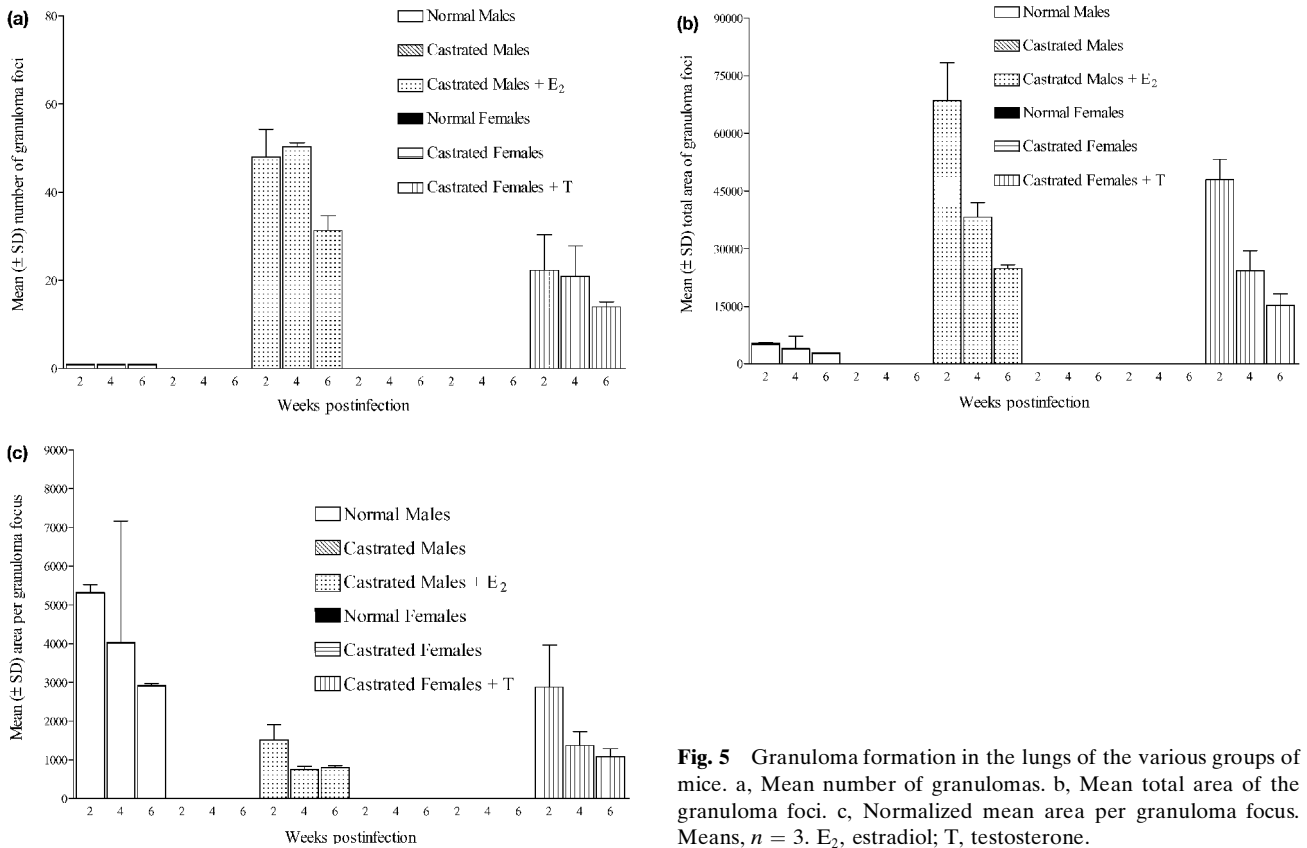 (a)
Mean (± SD) number of granuloma foci
80
60
40
20
0
Normal Males
Castrated Males
Castrated Males + E₂
Normal Females
Castrated Females
Castrated Females + T
2 4 6 2 4 6 2 4 6 2 4 6 2 4 6 2 4 6
Weeks postinfection
(b)
Mean (± SD) total area of granuloma foci
90000
75000
60000
45000
30000
15000
0
Normal Males
Castrated Males
Castrated Males + E₂
Normal Females
Castrated Females
Castrated Females + T
2 4 6 2 4 6 2 4 6 2 4 6 2 4 6 2 4 6
Weeks postinfection
(c)
Mean (± SD) area per granuloma focus
9000
8000
7000
6000
5000
4000
3000
2000
1000
0
Normal Males
Castrated Males
Castrated Males + E₂
Normal Females
Castrated Females
Castrated Females + T
2 4 6 2 4 6 2 4 6 2 4 6 2 4 6 2 4 6
Weeks postinfection
Fig. 5 Granuloma formation in the lungs of the various groups of
mice. a, Mean number of granulomas. b, Mean total area of the
granuloma foci. c, Normalized mean area per granuloma focus.
Means, n = 3. E₂, estradiol; T, testosterone.